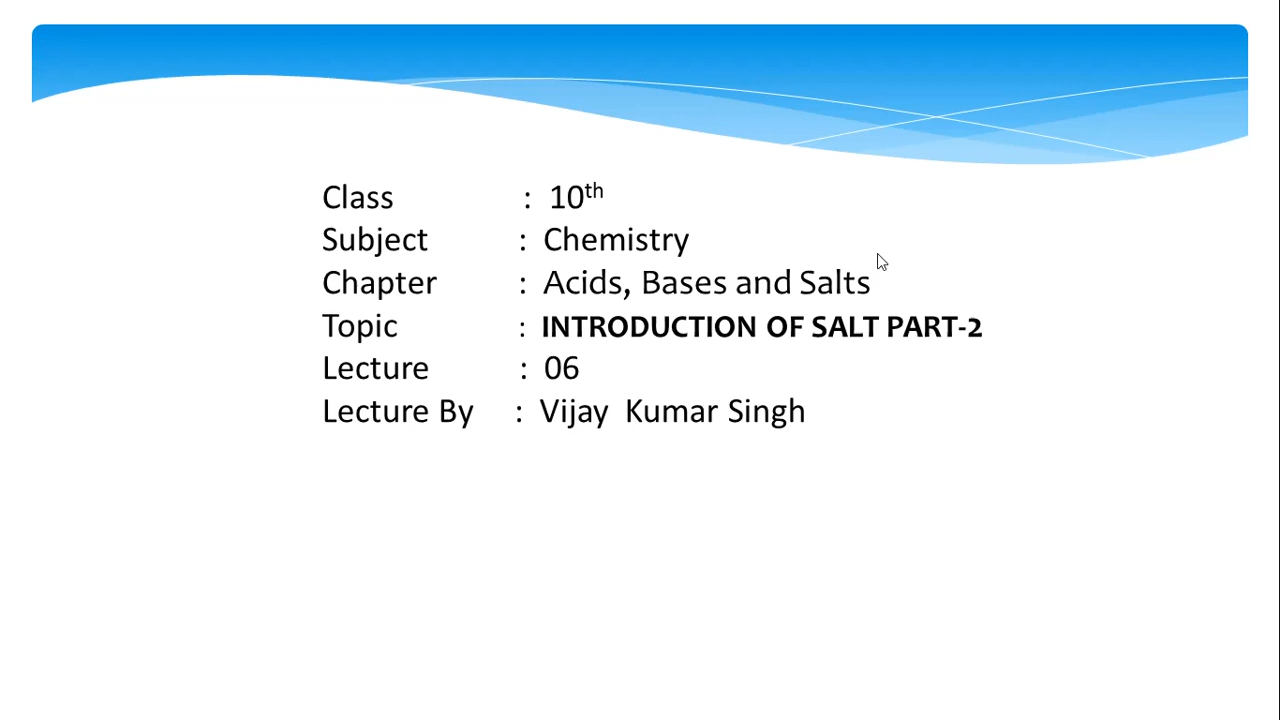 Class : 10th
Subject : Chemistry
Chapter : Acids, Bases and Salts
Topic : INTRODUCTION OF SALT PART-2
Lecture : 06
Lecture By : Vijay Kumar Singh